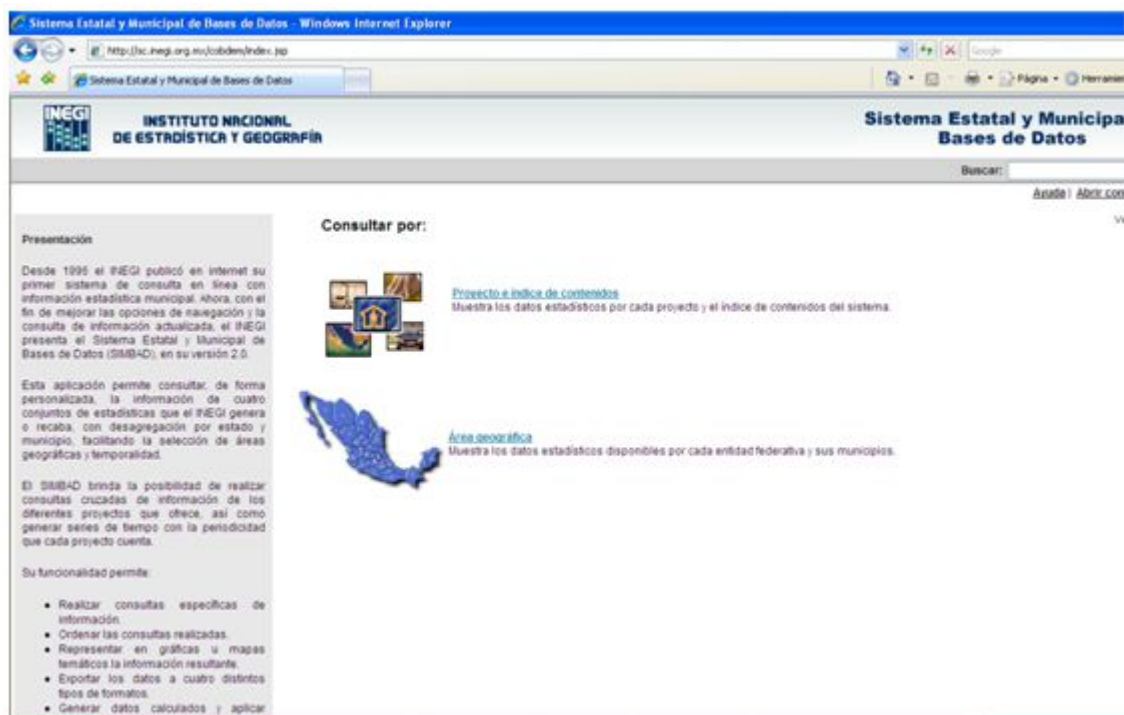 Sistema Estatal y Municipal de Bases de Datos - Windows Internet Explorer
http://sc.inegi.org.mx/cobdem/index.jsp
Google
Sistema Estatal y Municipal de Bases de Datos
Página
INEGI
INSTITUTO NACIONAL
DE ESTADÍSTICA Y GEOGRAFÍA
Sistema Estatal y Municipa
Bases de Datos
Buscar:
Ayuda | Abrir con
Consultar por:
Presentación
Desde 1995 el INEGI publicó en internet su
primer sistema de consulta en línea con
información estadística municipal. Ahora, con el
fin de mejorar las opciones de navegación y la
consulta de información actualizada, el INEGI
presenta el Sistema Estatal y Municipal de
Bases de Datos (SIMBAD), en su versión 2.0.
Esta aplicación permite consultar, de forma
personalizada, la información de cuatro
conjuntos de estadísticas que el INEGI genera
o recaba, con desagregación por estado y
municipio, facilitando la selección de áreas
geográficas y temporalidad.
El SIMBAD brinda la posibilidad de realizar
consultas cruzadas de información de los
diferentes proyectos que ofrece, así como
generar series de tiempo con la periodicidad
que cada proyecto cuenta.
Su funcionalidad permite:
Realizar consultas específicas de
información.
Ordenar las consultas realizadas.
Representar en gráficas u mapas
temáticos la información resultante.
Exportar los datos a cuatro distintos
tipos de formatos.
Generar datos calculados y aplicar
Proyecto e índice de contenidos
Muestra los datos estadísticos por cada proyecto y el índice de contenidos del sistema.
Área geográfica
Muestra los datos estadísticos disponibles por cada entidad federativa y sus municipios.